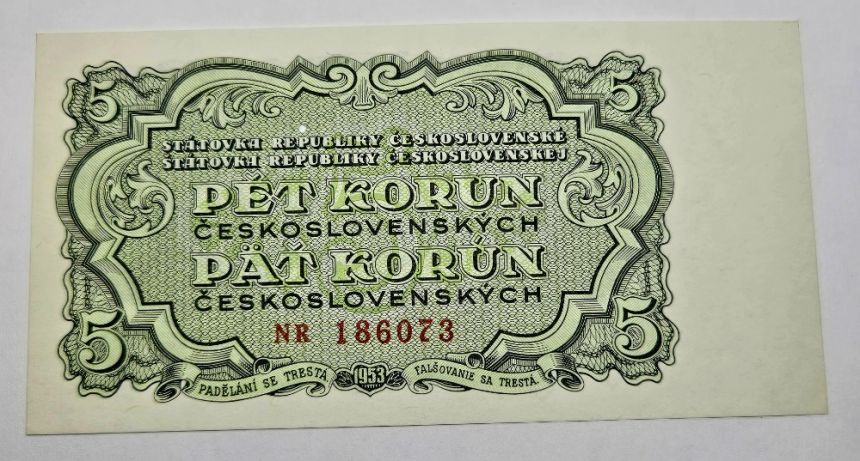 5 5
STÁTOVKA REPUBLIKY ČESKOSLOVENSKÉ
ŠTÁTOVKA REPUBLIKY ČESKOSLOVENSKEJ
PĚT KORUN
ČESKOSLOVENSKÝCH
PÄŤ KORÚN
ČESKOSLOVENSKÝCH
NR 186073
5 5
PADĚLÁNÍ SE TRESTÁ 1953 FALŠOVANIE SA TRESTÁ